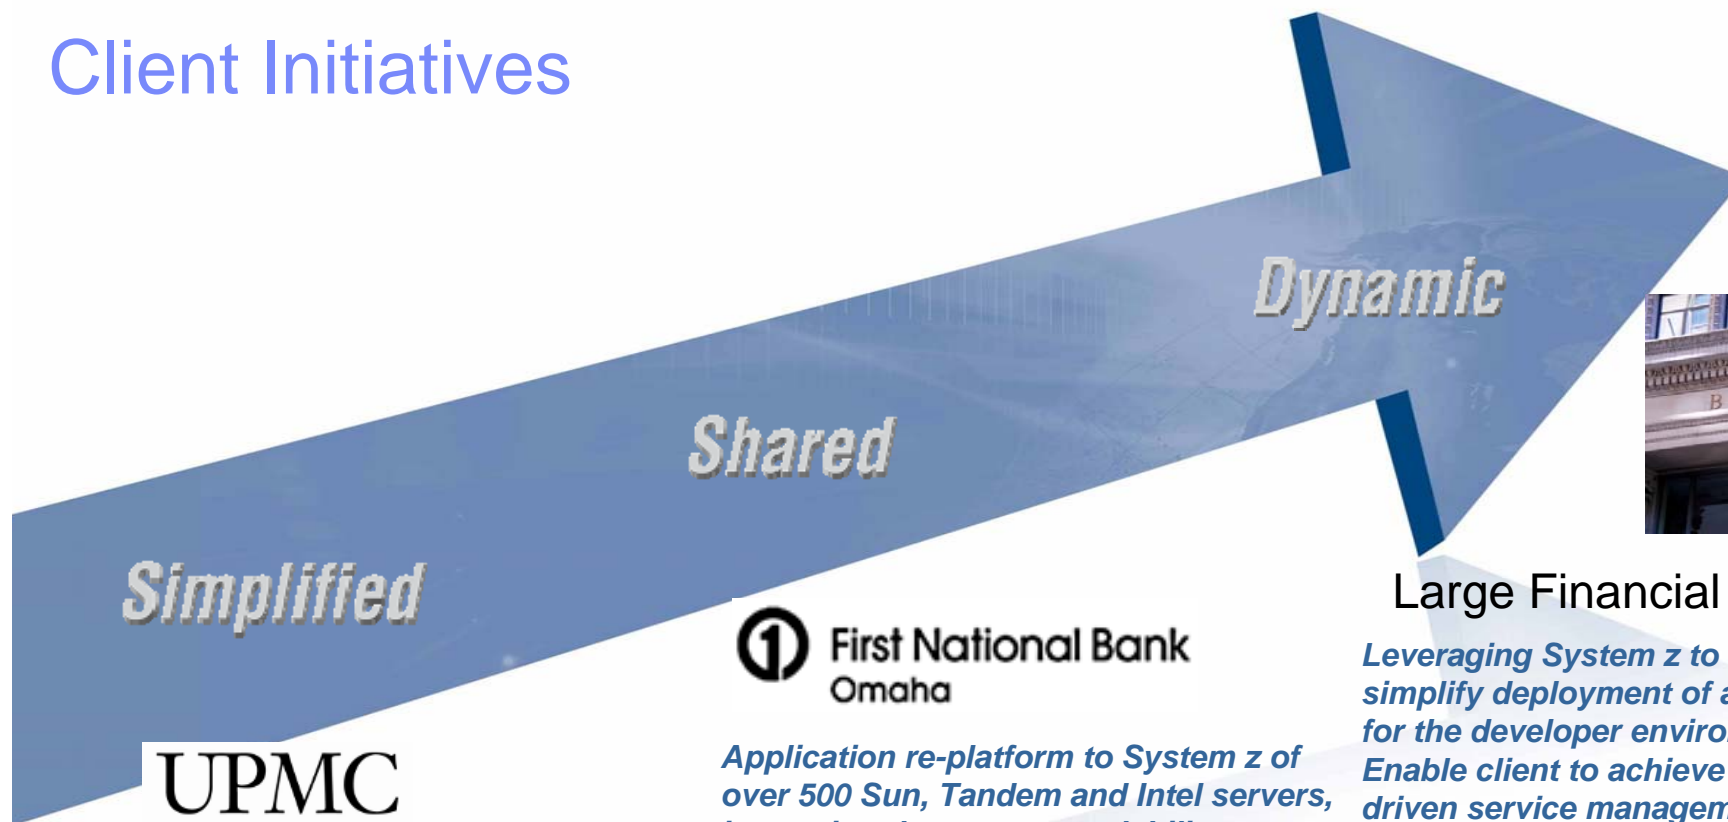 Client Initiatives
Dynamic
Shared
Simplified
UPMC
First National Bank
Omaha
Application re-platform to System z of
over 500 Sun, Tandem and Intel servers,
Large Financial
Leveraging System z to
simplify deployment of
for the developer
Enable client to achieve
driven service